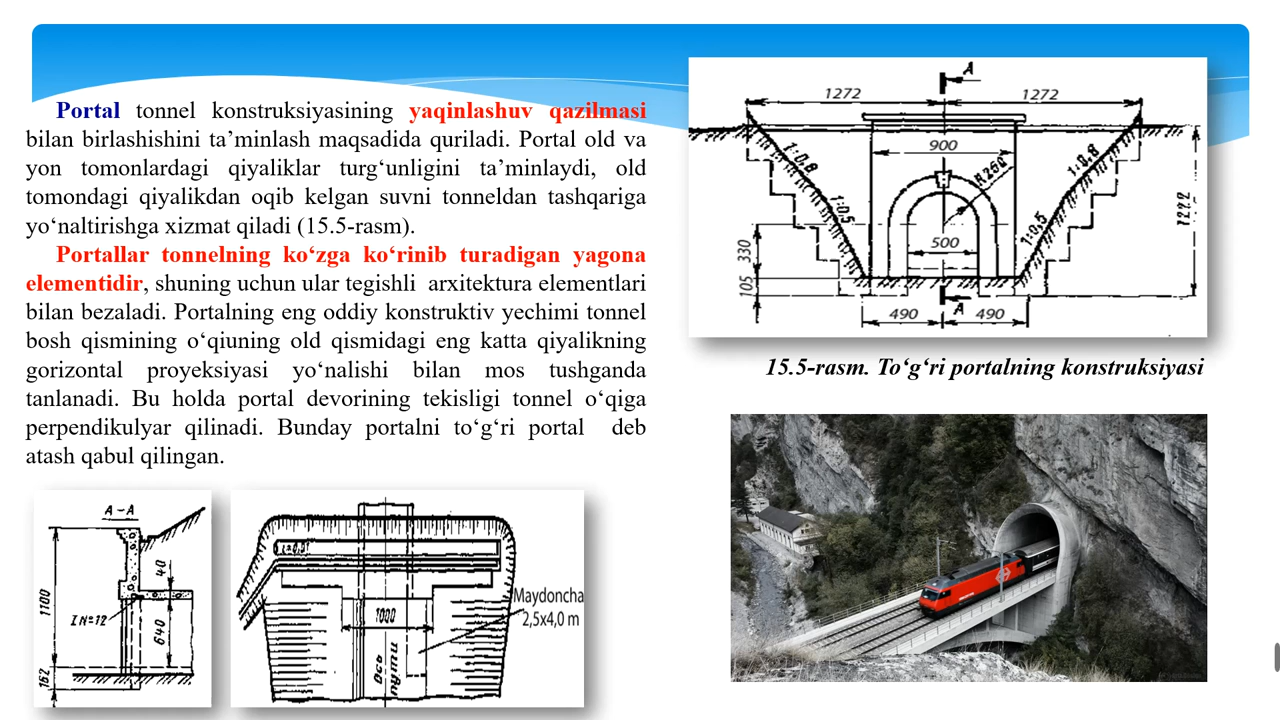 Portal tonnel konstruksiyasining yaqinlashuv qazilmasi
bilan birlashishini ta’minlash maqsadida quriladi. Portal old va
yon tomonlardagi qiyaliklar turg‘unligini ta’minlaydi, old
tomondagi qiyalikdan oqib kelgan suvni tonneldan tashqariga
yo‘naltirishga xizmat qiladi (15.5-rasm).
Portallar tonnelning ko‘zga ko‘rinib turadigan yagona
elementidir, shuning uchun ular tegishli arxitektura elementlari
bilan bezaladi. Portalning eng oddiy konstruktiv yechimi tonnel
bosh qismining o‘qiuning old qismidagi eng katta qiyalikning
gorizontal proyeksiyasi yo‘nalishi bilan mos tushganda
tanlanadi. Bu holda portal devorining tekisligi tonnel o‘qiga
perpendikulyar qilinadi. Bunday portalni to‘g‘ri portal deb
atash qabul qilingan.
A
1272 1272
900
R250
1:0,8 1:0,8
1:0,5 1:0,5
500
330
105
1222
A
490 490
15.5-rasm. To‘g‘ri portalning konstruksiyasi
A – A
40
1100
IN=12
640
162
1000
Maydoncha
2,5x4,0 m
Ось
пути